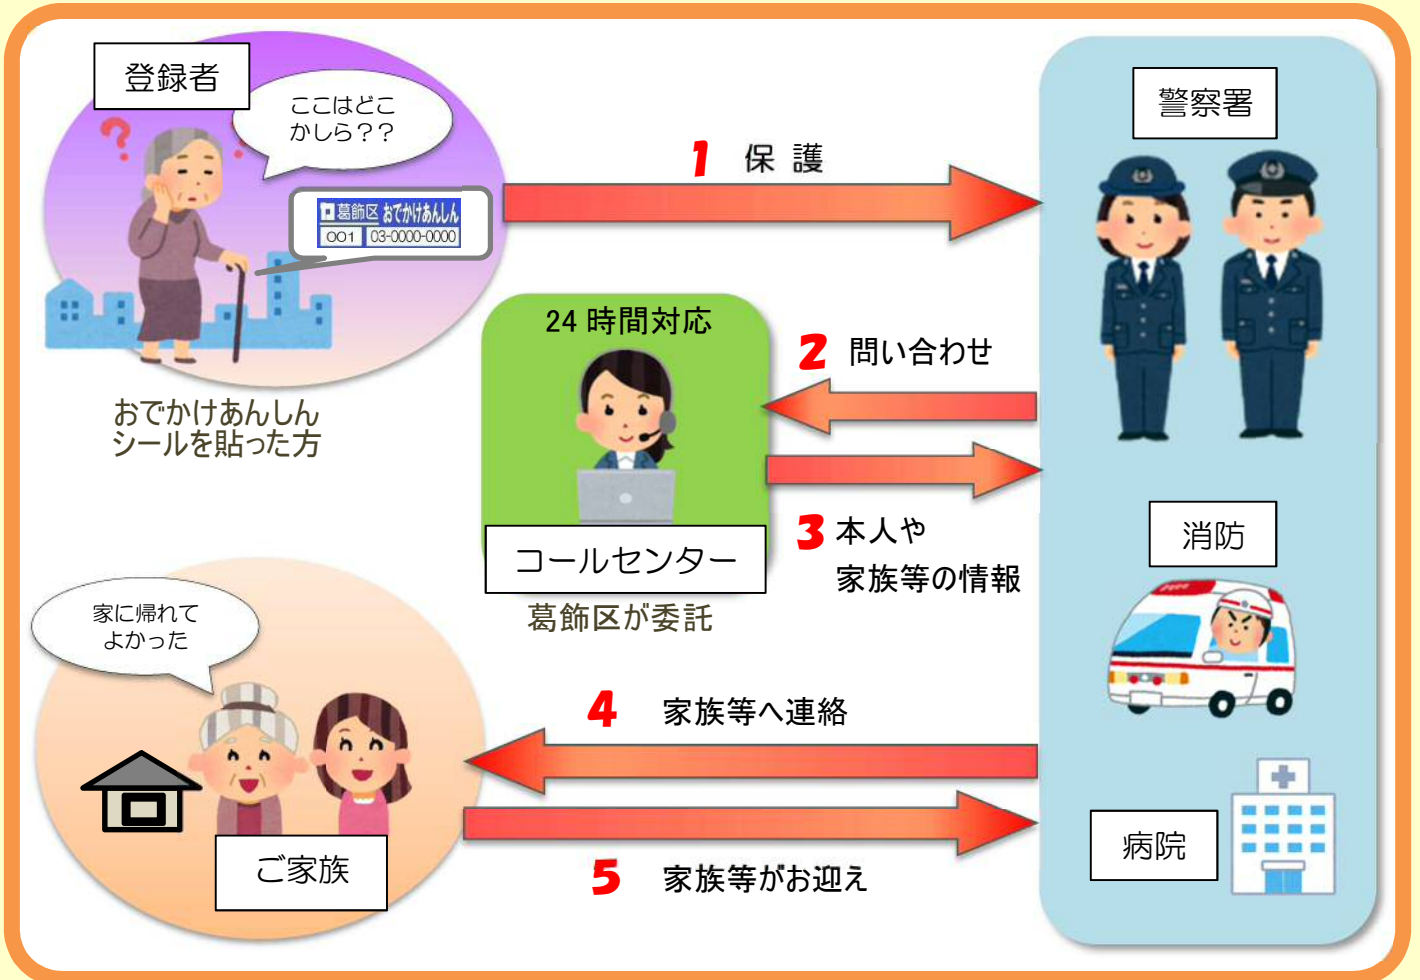 登録者
ここはどこ
かしら？？
葛飾区 おでかけあんしん
001 03-0000-0000
おでかけあんしん
シールを貼った方
1 保 護
警察署
24 時間対応
2 問い合わせ
コールセンター
葛飾区が委託
3 本人や
家族等の情報
消防
家に帰れて
よかった
4 家族等へ連絡
ご家族
5 家族等がお迎え
病院